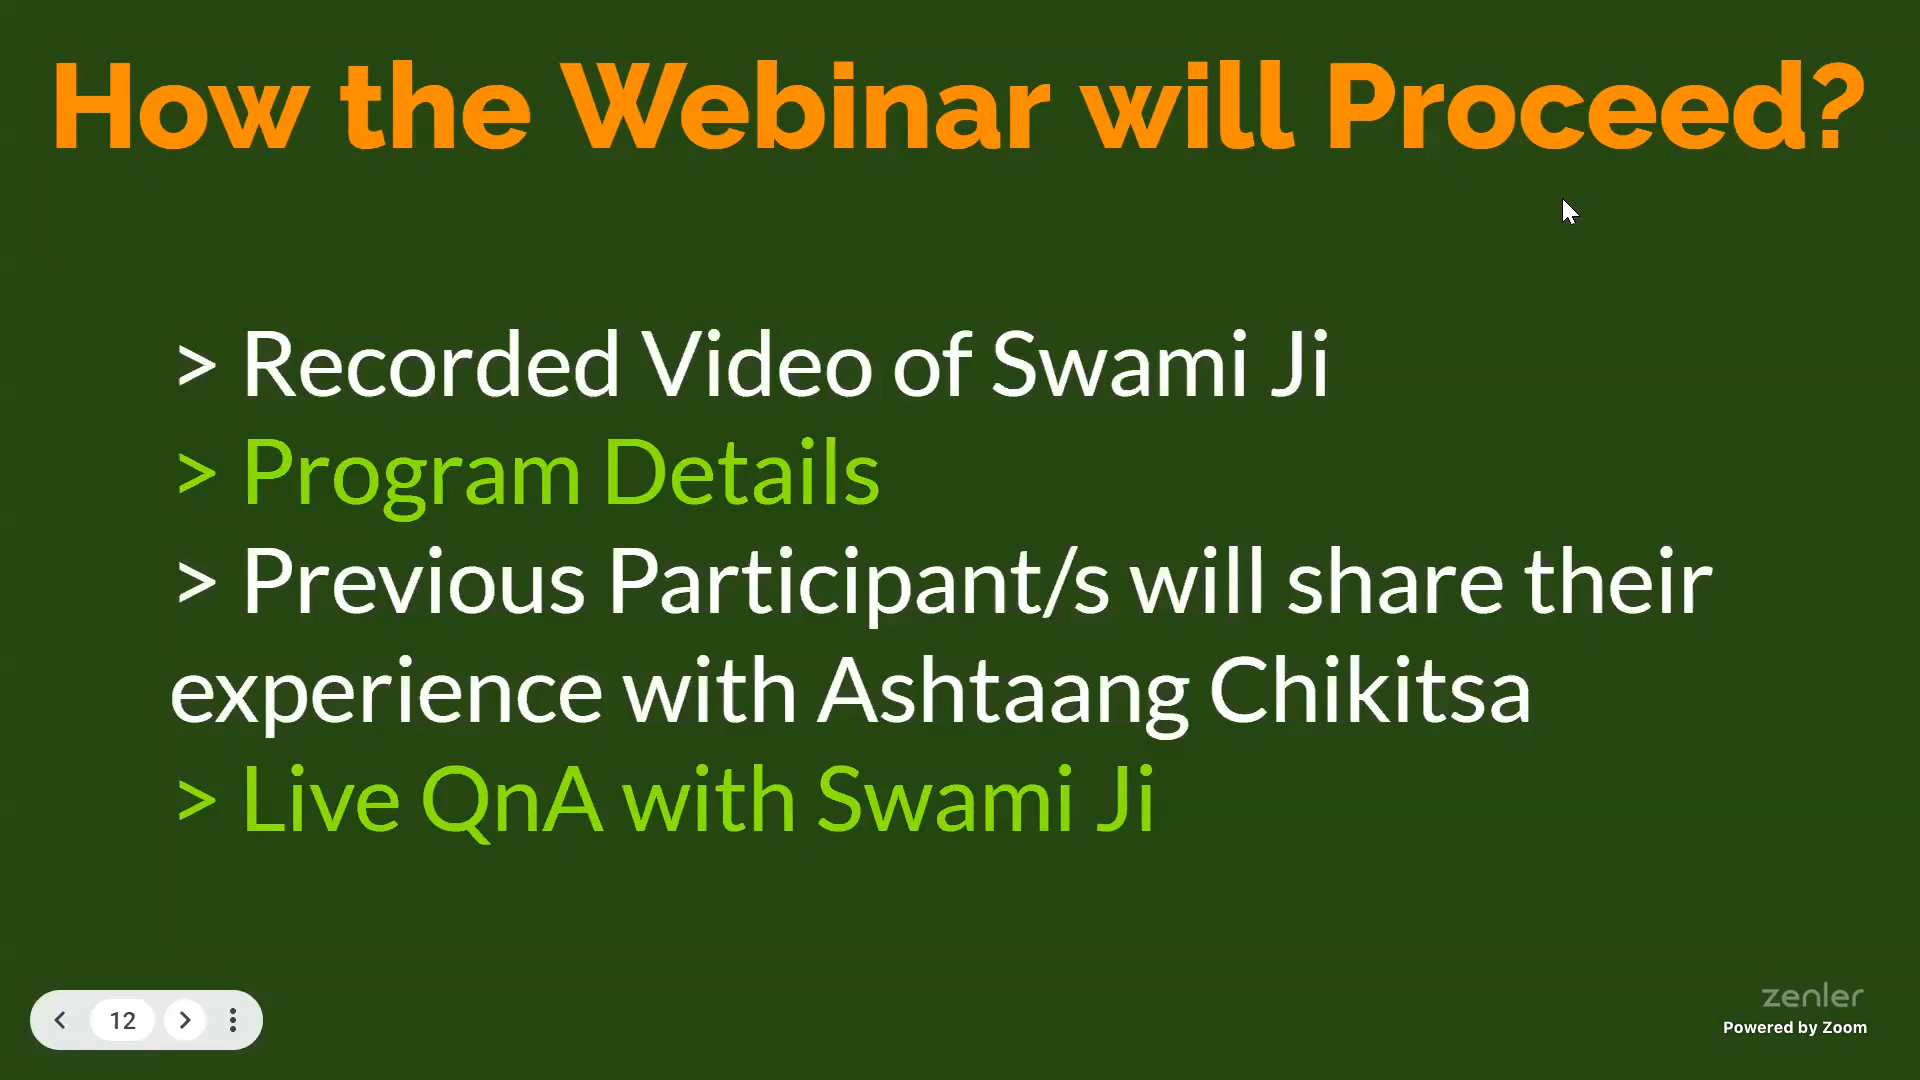 How the Webinar will Proceed?
> Recorded Video of Swami Ji
> Program Details
> Previous Participant/s will share their
experience with Ashtaang Chikitsa
> Live QnA with Swami Ji
12
zenler
Powered by Zoom